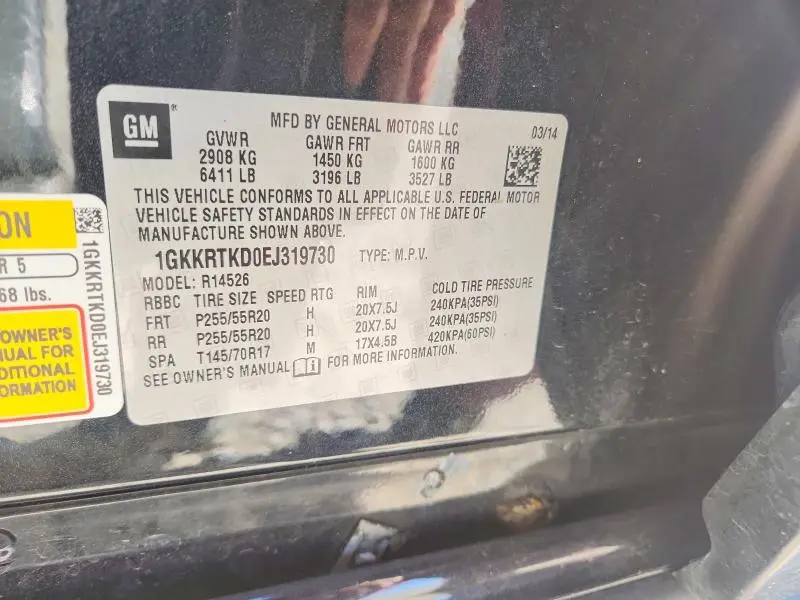 GM
MFD BY GENERAL MOTORS LLC
03/14
GVWR GAWR FRT GAWR RR
2908 KG 1450 KG 1600 KG
6411 LB 3196 LB 3527 LB
THIS VEHICLE CONFORMS TO ALL APPLICABLE U.S. FEDERAL MOTOR
VEHICLE SAFETY STANDARDS IN EFFECT ON THE DATE OF
MANUFACTURE SHOWN ABOVE.
1GKKRTKD0EJ319730 TYPE: M.P.V.
MODEL: R14526
RBBC TIRE SIZE SPEED RTG RIM COLD TIRE PRESSURE
FRT P255/55R20 H 20X7.5J 240KPA(35PSI)
RR P255/55R20 H 20X7.5J 240KPA(35PSI)
SPA T145/70R17 M 17X4.5B 420KPA(60PSI)
SEE OWNER'S MANUAL FOR MORE INFORMATION.
ON
R 5
68 lbs.
OWNER'S
UAL FOR
DITIONAL
ORMATION
1GKKRTKD0EJ319730